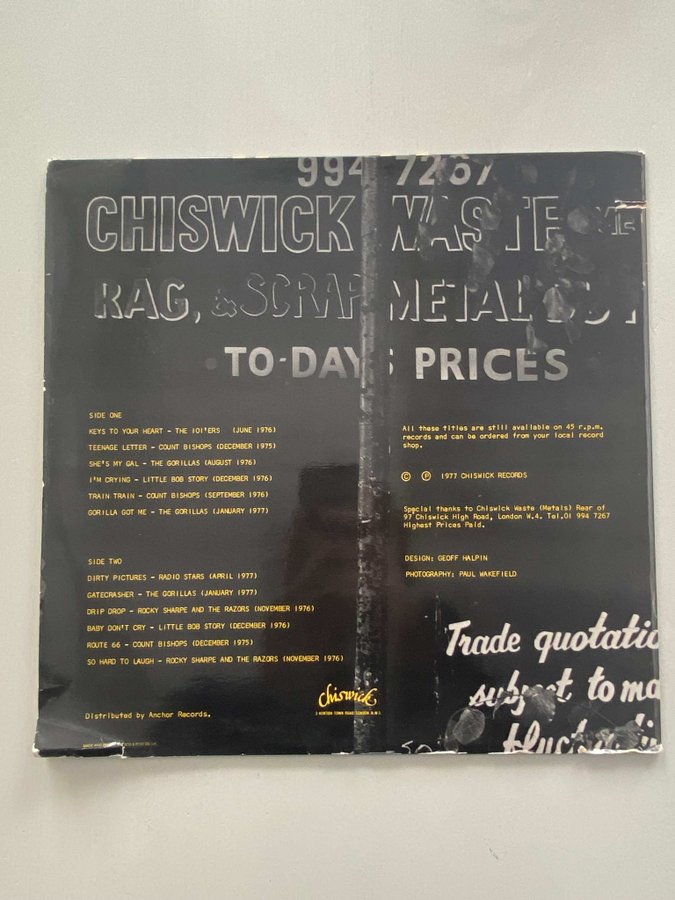 994 7267
CHISWICK WASTE
RAG, & SCRAP METAL
TO-DAYS PRICES
SIDE ONE
KEYS TO YOUR HEART - THE 101'ERS (JUNE 1976)
TEENAGE LETTER - COUNT BISHOPS (DECEMBER 1975)
SHE'S MY GAL - THE GORILLAS (AUGUST 1976)
I'M CRYING - LITTLE BOB STORY (DECEMBER 1976)
TRAIN TRAIN - COUNT BISHOPS (SEPTEMBER 1976)
GORILLA GOT ME - THE GORILLAS (JANUARY 1977)
SIDE TWO
DIRTY PICTURES - RADIO STARS (APRIL 1977)
GATECRASHER - THE GORILLAS (JANUARY 1977)
DRIP DROP - ROCKY SHARPE AND THE RAZORS (NOVEMBER 1976)
BABY DON'T CRY - LITTLE BOB STORY (DECEMBER 1976)
ROUTE 66 - COUNT BISHOPS (DECEMBER 1975)
SO HARD TO LAUGH - ROCKY SHARPE AND THE RAZORS (NOVEMBER 1976)
Distributed by Anchor Records.
All these titles are still available on 45 r.p.m.
records and can be ordered from your local record
shop.
© ℗ 1977 CHISWICK RECORDS
Special thanks to Chiswick Waste (Metals) Rear of
97 Chiswick High Road, London W.4. Tel.01 994 7267
Highest Prices Paid.
DESIGN: GEOFF HALPIN
PHOTOGRAPHY: PAUL WAKEFIELD
Chiswick
3 KENTISH TOWN ROAD LONDON N.W.1.
Trade quotatio
subject to ma